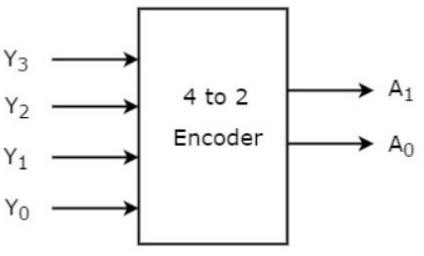 Y₃
Y₂
Y₁
Y₀
4 to 2
Encoder
A₁
A₀